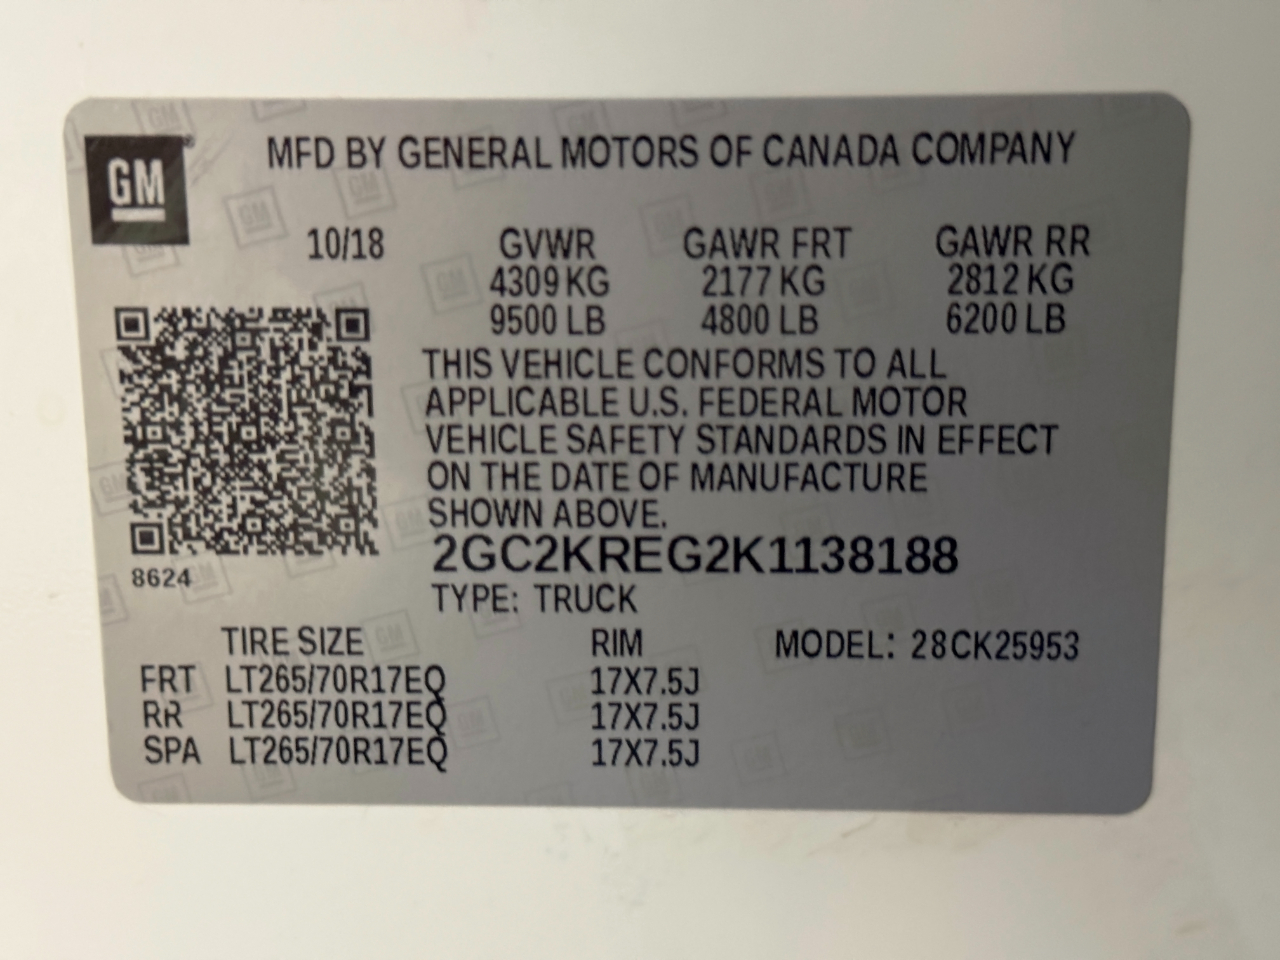 GM
MFD BY GENERAL MOTORS OF CANADA COMPANY
10/18 GVWR GAWR FRT GAWR RR
4309 KG 2177 KG 2812 KG
9500 LB 4800 LB 6200 LB
THIS VEHICLE CONFORMS TO ALL
APPLICABLE U.S. FEDERAL MOTOR
VEHICLE SAFETY STANDARDS IN EFFECT
ON THE DATE OF MANUFACTURE
SHOWN ABOVE.
2GC2KREG2K1138188
8624
TYPE: TRUCK
TIRE SIZE RIM MODEL: 28CK25953
FRT LT265/70R17EQ 17X7.5J
RR LT265/70R17EQ 17X7.5J
SPA LT265/70R17EQ 17X7.5J